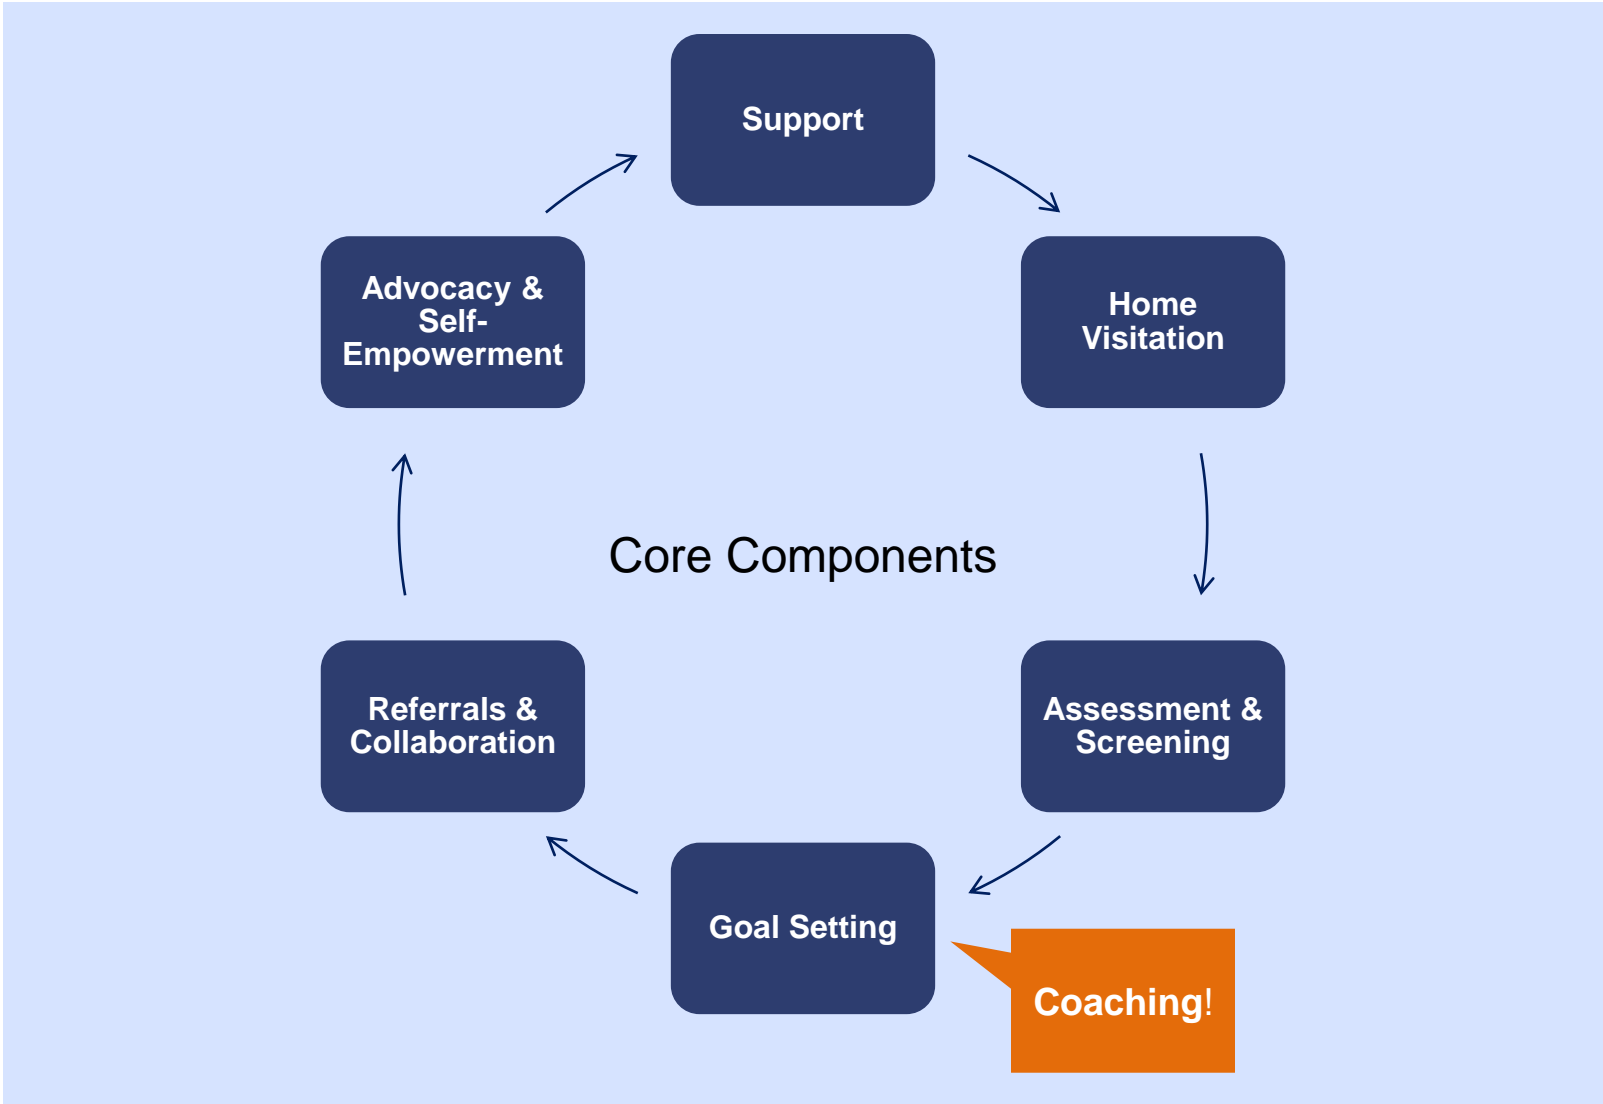 Support
Home
Visitation
Assessment &
Screening
Goal Setting
Coaching!
Referrals &
Collaboration
Advocacy &
Self-
Empowerment
Core Components